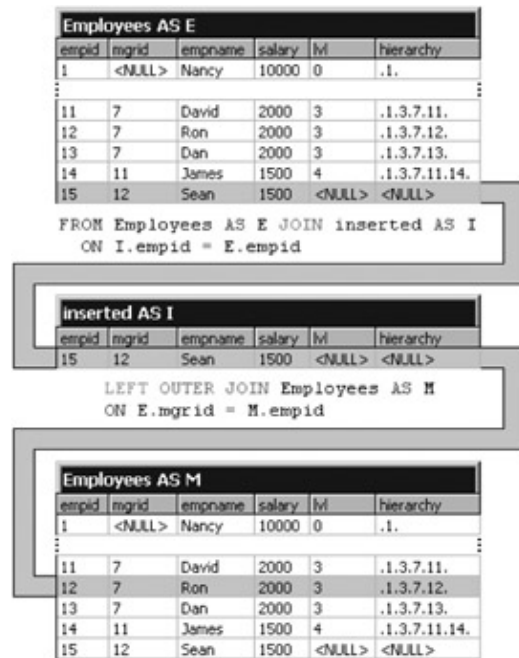 Employees AS E
empid mgrid empname salary lvl hierarchy
1 <NULL> Nancy 10000 0 .1.
11 7 David 2000 3 .1.3.7.11.
12 7 Ron 2000 3 .1.3.7.12.
13 7 Dan 2000 3 .1.3.7.13.
14 11 James 1500 4 .1.3.7.11.14.
15 12 Sean 1500 <NULL> <NULL>
FROM Employees AS E JOIN inserted AS I
ON I.empid = E.empid
inserted AS I
empid mgrid empname salary lvl hierarchy
15 12 Sean 1500 <NULL> <NULL>
LEFT OUTER JOIN Employees AS M
ON E.mgrid = M.empid
Employees AS M
empid mgrid empname salary lvl hierarchy
1 <NULL> Nancy 10000 0 .1.
11 7 David 2000 3 .1.3.7.11.
12 7 Ron 2000 3 .1.3.7.12.
13 7 Dan 2000 3 .1.3.7.13.
14 11 James 1500 4 .1.3.7.11.14.
15 12 Sean 1500 <NULL> <NULL>